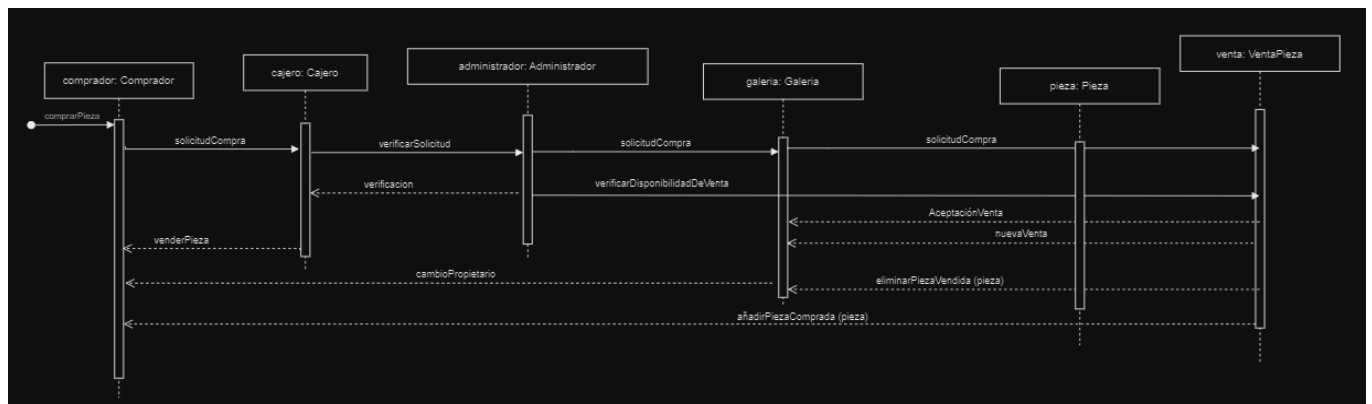 venta: VentaPieza
cajero: Cajero
administrador: Administrador
comprador: Comprador
galeria: Galeria
pieza: Pieza
comprarPieza
solicitudCompra
verificarSolicitud
solicitudCompra
solicitudCompra
verificacion
verificarDisponibilidadDeVenta
AceptaciónVenta
nuevaVenta
venderPieza
cambioPropietario
eliminarPiezaVendida (pieza)
añadirPiezaComprada (pieza)